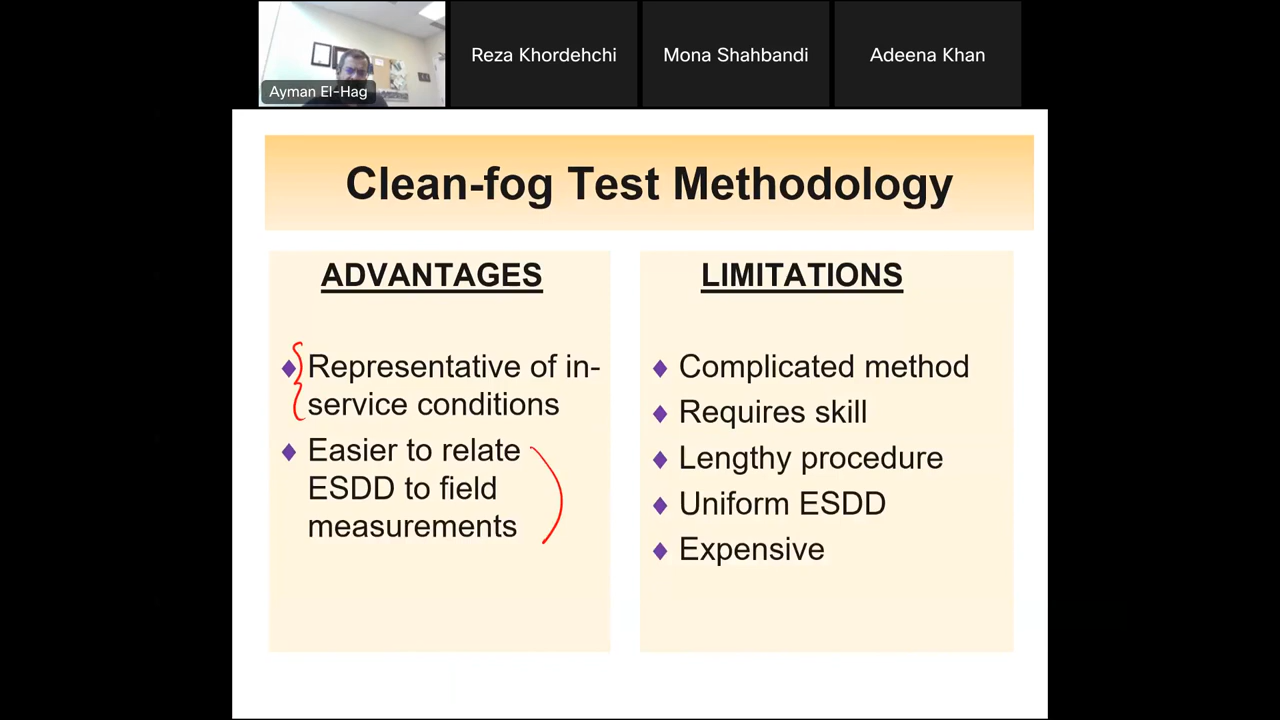 Ayman El-Hag
Reza Khordehchi
Mona Shahbandi
Adeena Khan
Clean-fog Test Methodology
ADVANTAGES
Representative of in-
service conditions
Easier to relate
ESDD to field
measurements
LIMITATIONS
Complicated method
Requires skill
Lengthy procedure
Uniform ESDD
Expensive